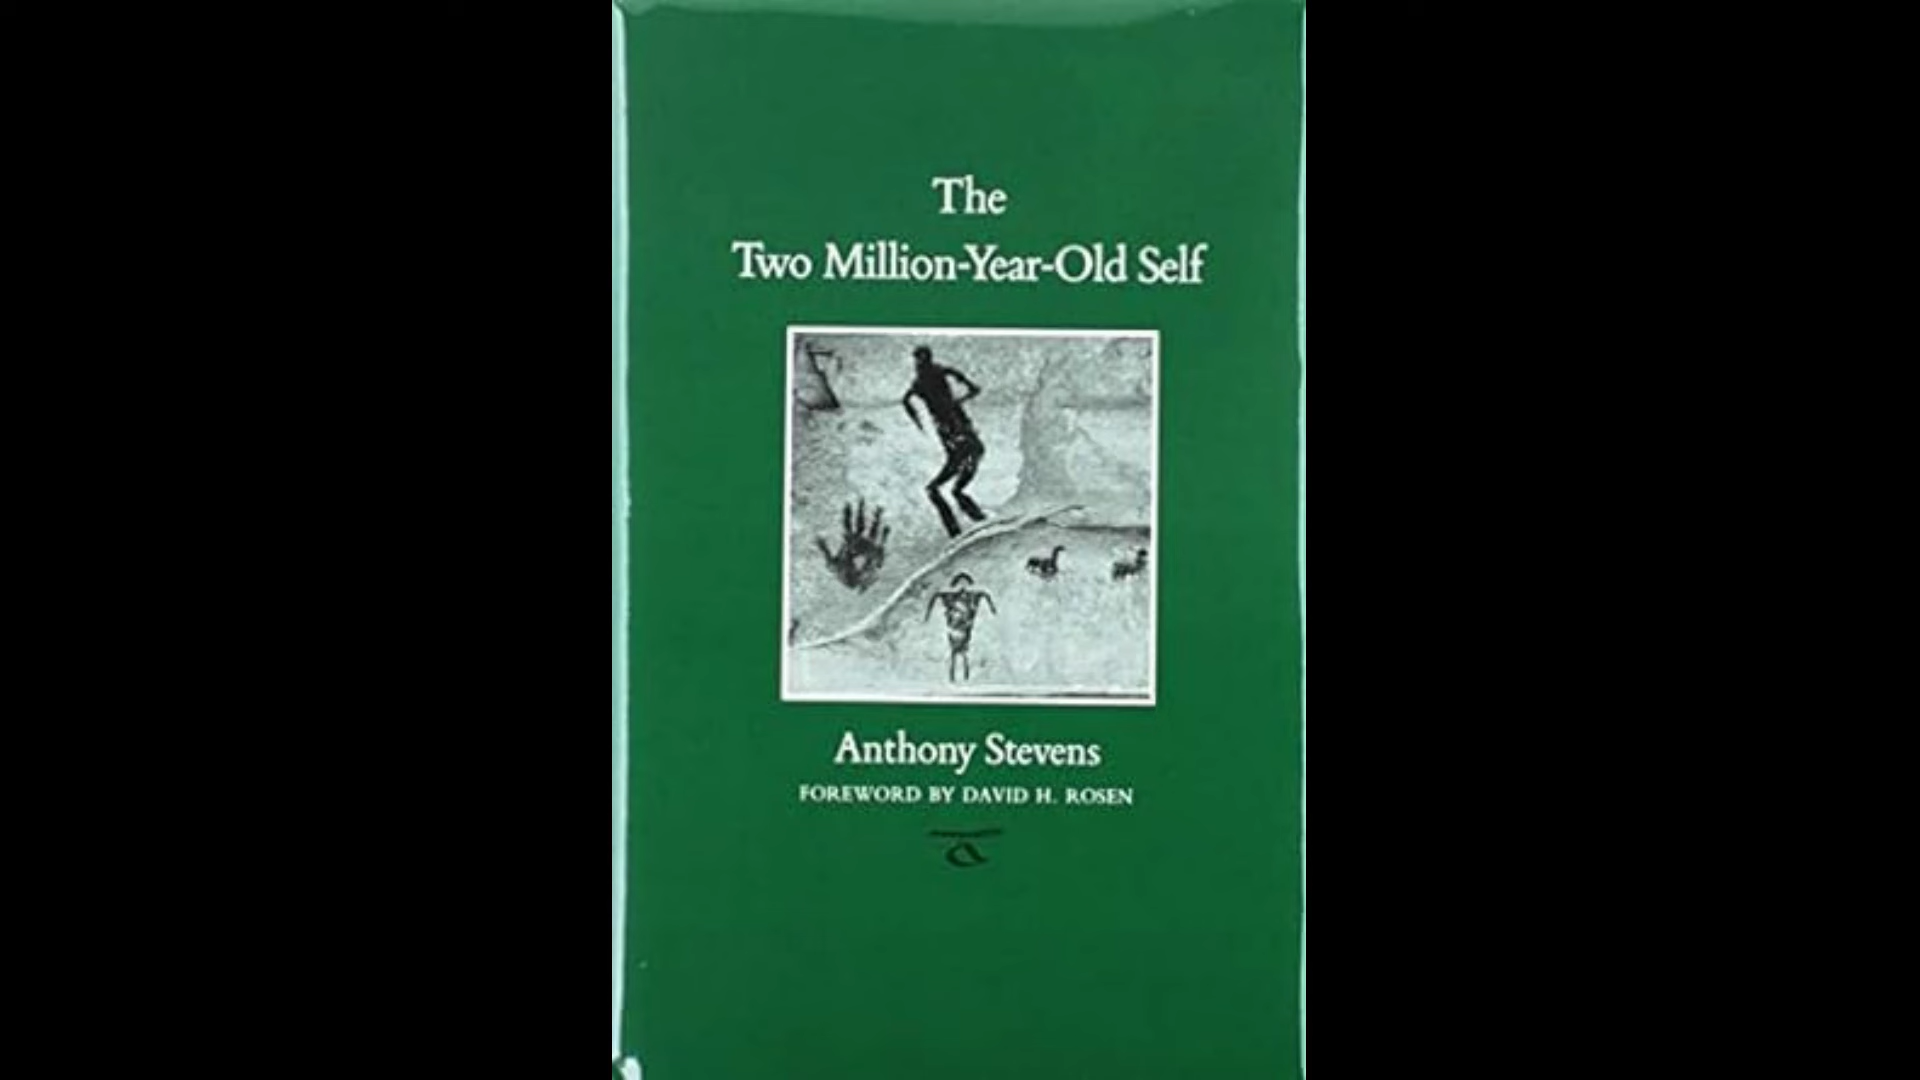 The
Two Million-Year-Old Self
Anthony Stevens
FOREWORD BY DAVID H. ROSEN